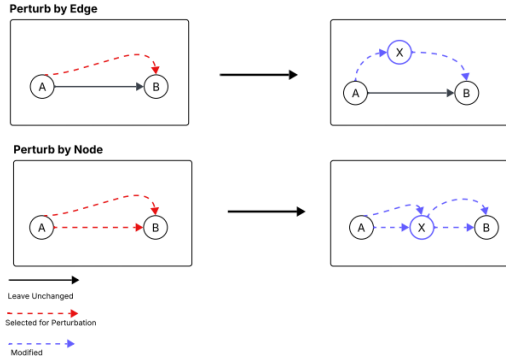 Perturb by Edge
A
B
X
A
B
Perturb by Node
A
B
A
X
B
Leave Unchanged
Selected for Perturbation
Modified